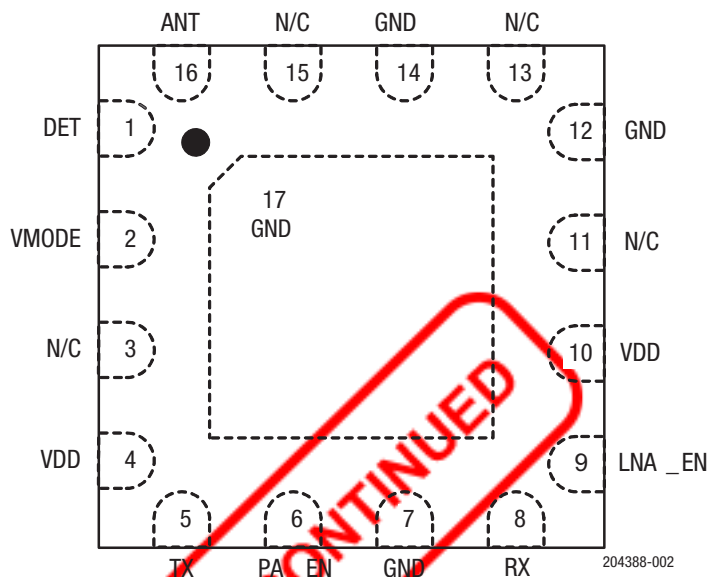 ANT N/C GND N/C
16 15 14 13
DET 1 12 GND
17
GND
VMODE 2 11 N/C
N/C 3 10 VDD
VDD 4 9 LNA _EN
CONTINUED
5 6 7 8
TX PA_EN GND RX
204388-002